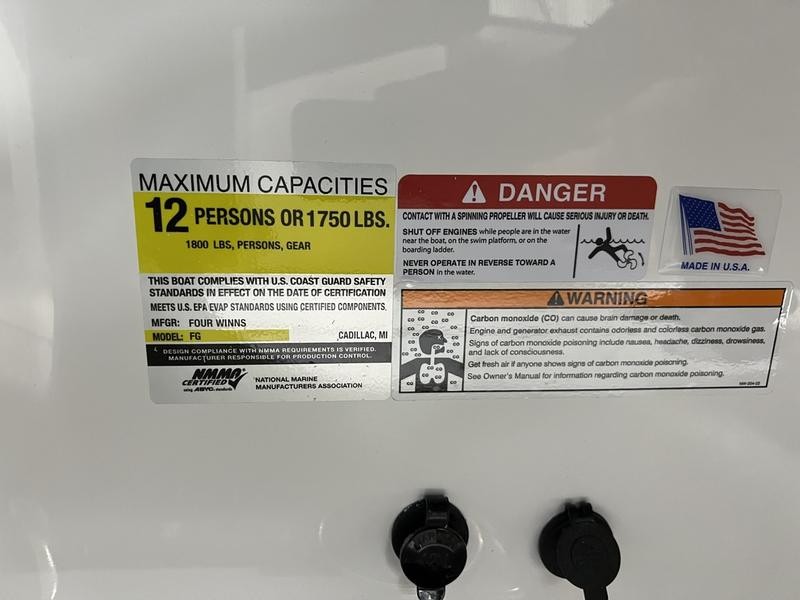 MAXIMUM CAPACITIES
12 PERSONS OR 1750 LBS.
1800 LBS, PERSONS, GEAR
THIS BOAT COMPLIES WITH U.S. COAST GUARD SAFETY
STANDARDS IN EFFECT ON THE DATE OF CERTIFICATION
MEETS U.S. EPA EVAP STANDARDS USING CERTIFIED COMPONENTS.
MFGR: FOUR WINNS
MODEL: FG CADILLAC, MI
DESIGN COMPLIANCE WITH NMMA REQUIREMENTS IS VERIFIED.
MANUFACTURER RESPONSIBLE FOR PRODUCTION CONTROL.
NMMA
CERTIFIED
using ABYC standards
NATIONAL MARINE
MANUFACTURERS ASSOCIATION
DANGER
CONTACT WITH A SPINNING PROPELLER WILL CAUSE SERIOUS INJURY OR DEATH.
SHUT OFF ENGINES while people are in the water
near the boat, on the swim platform, or on the
boarding ladder.
NEVER OPERATE IN REVERSE TOWARD A
PERSON in the water.
MADE IN U.S.A.
WARNING
Carbon monoxide (CO) can cause brain damage or death.
Engine and generator exhaust contains odorless and colorless carbon monoxide gas.
Signs of carbon monoxide poisoning include nausea, headache, dizziness, drowsiness,
and lack of consciousness.
Get fresh air if anyone shows signs of carbon monoxide poisoning.
See Owner's Manual for information regarding carbon monoxide poisoning.